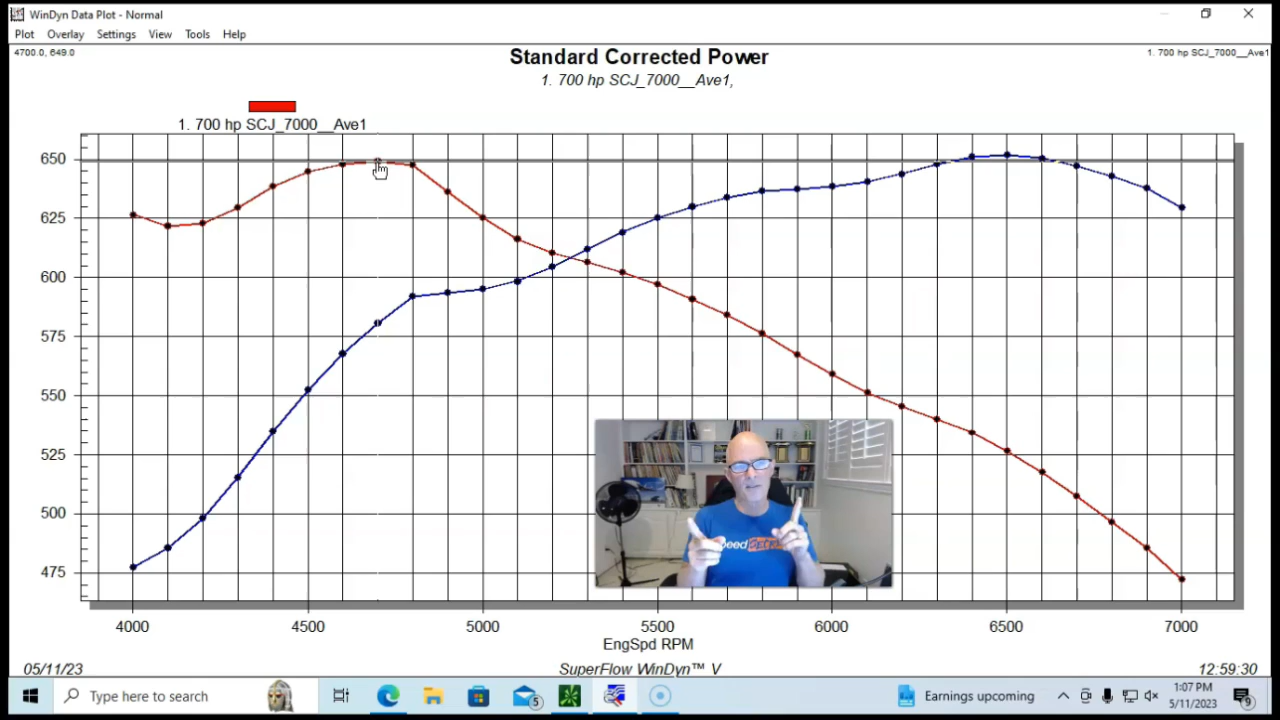 WinDyn Data Plot - Normal
Plot Overlay Settings View Tools Help
4700.0, 649.0
Standard Corrected Power
1. 700 hp SCJ_7000__Ave1
1. 700 hp SCJ_7000__Ave1,
1. 700 hp SCJ_7000__Ave1
650
625
600
575
550
525
500
475
4000 4500 5000 5500 6000 6500 7000
EngSpd RPM
05/11/23 SuperFlow WinDyn™ V 12:59:30
Type here to search
5
Earnings upcoming
1:07 PM
5/11/2023
9